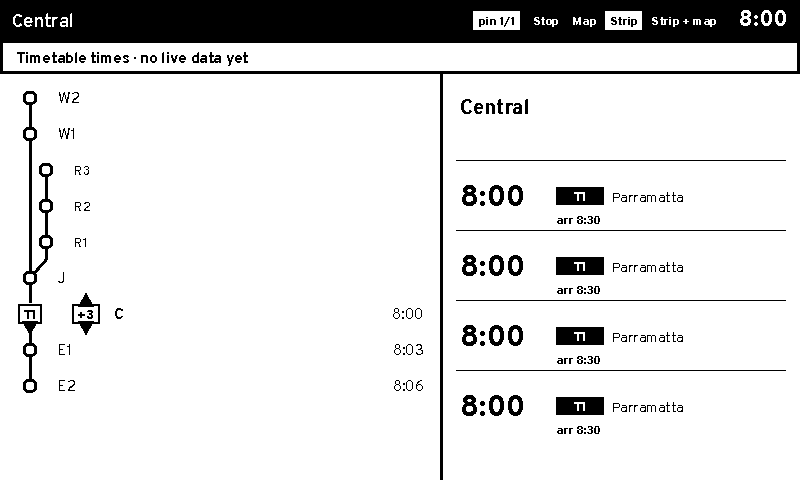 Central
pin 1/1 Stop Map Strip Strip + map 8:00
Timetable times · no live data yet
W2
W1
R3
R2
R1
J
T1 +3 C 8:00
E1 8:03
E2 8:06
Central
8:00 T1 Parramatta
arr 8:30
8:00 T1 Parramatta
arr 8:30
8:00 T1 Parramatta
arr 8:30
8:00 T1 Parramatta
arr 8:30